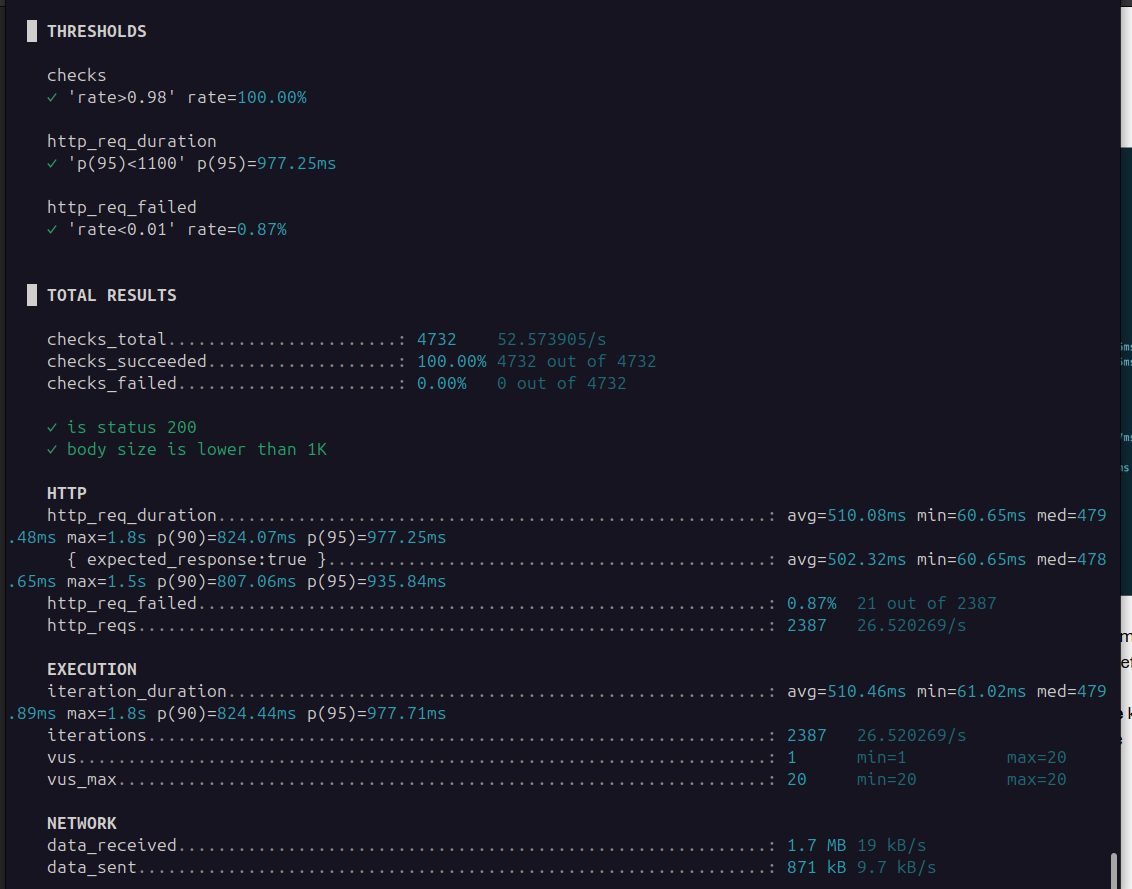 THRESHOLDS
checks
✓ 'rate>0.98' rate=100.00%
http_req_duration
✓ 'p(95)<1100' p(95)=977.25ms
http_req_failed
✓ 'rate<0.01' rate=0.87%
TOTAL RESULTS
checks_total.......................: 4732    52.573905/s
checks_succeeded...................: 100.00% 4732 out of 4732
checks_failed......................: 0.00%   0 out of 4732
✓ is status 200
✓ body size is lower than 1K
HTTP
http_req_duration.......................................................: avg=510.08ms min=60.65ms med=479
.48ms max=1.8s p(90)=824.07ms p(95)=977.25ms
{ expected_response:true }............................................: avg=502.32ms min=60.65ms med=478
.65ms max=1.5s p(90)=807.06ms p(95)=935.84ms
http_req_failed.........................................................: 0.87%  21 out of 2387
http_reqs...............................................................: 2387   26.520269/s
EXECUTION
iteration_duration......................................................: avg=510.46ms min=61.02ms med=479
.89ms max=1.8s p(90)=824.44ms p(95)=977.71ms
iterations..............................................................: 2387   26.520269/s
vus.....................................................................: 1      min=1          max=20
vus_max.................................................................: 20     min=20         max=20
NETWORK
data_received...........................................................: 1.7 MB 19 kB/s
data_sent...............................................................: 871 kB 9.7 kB/s